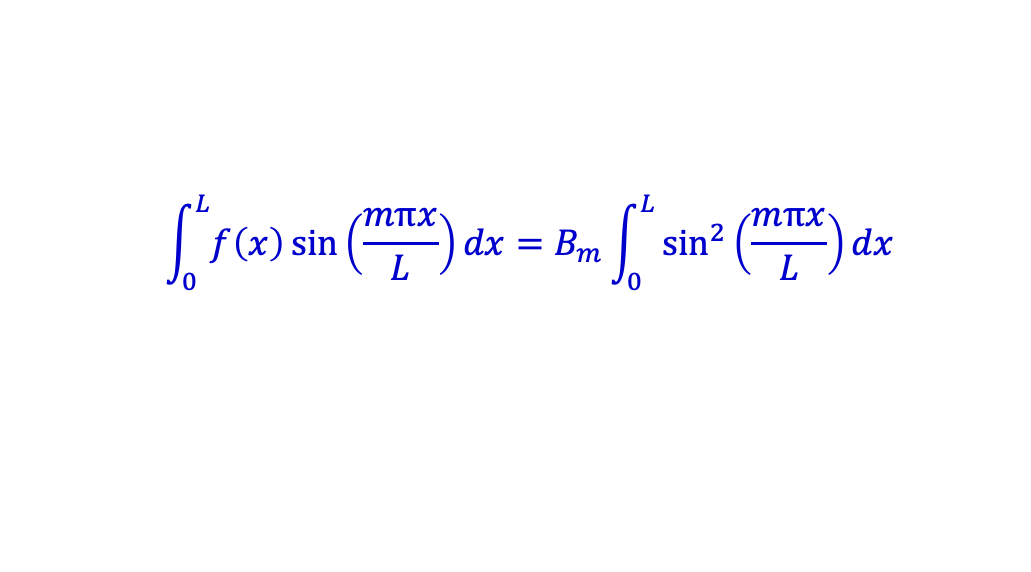 ∫₀ᴸ f(x) sin(mπx/L) dx = Bₘ ∫₀ᴸ sin²(mπx/L) dx